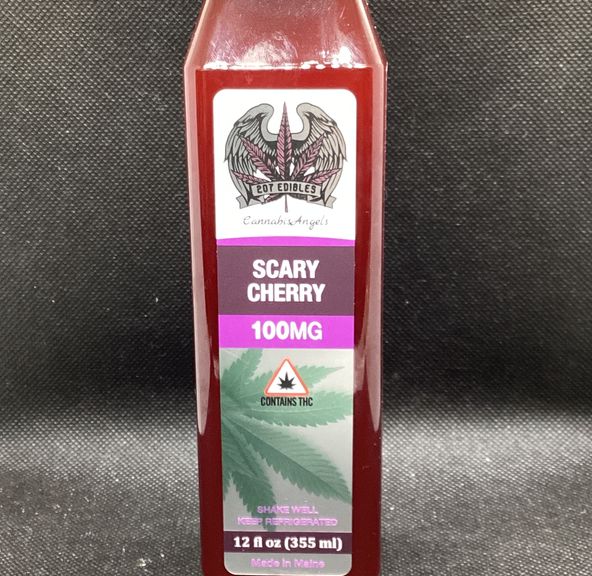 207 EDIBLES
Cannabis Angels
SCARY
CHERRY
100MG
CONTAINS THC
SHAKE WELL
KEEP REFRIGERATED
12 fl oz (355 ml)
Made in Maine